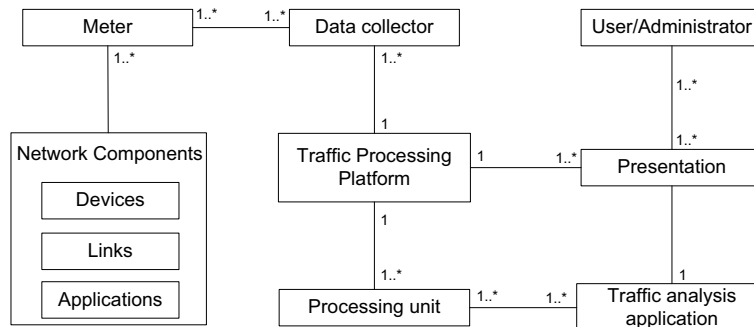 Meter
1..*
1..*
Data collector
User/Administrator
1..*
1..*
1..*
1
1..*
Network Components
Devices
Links
Applications
Traffic Processing
Platform
1
1..*
Presentation
1
1..*
1
Processing unit
1..*
1..*
Traffic analysis
application